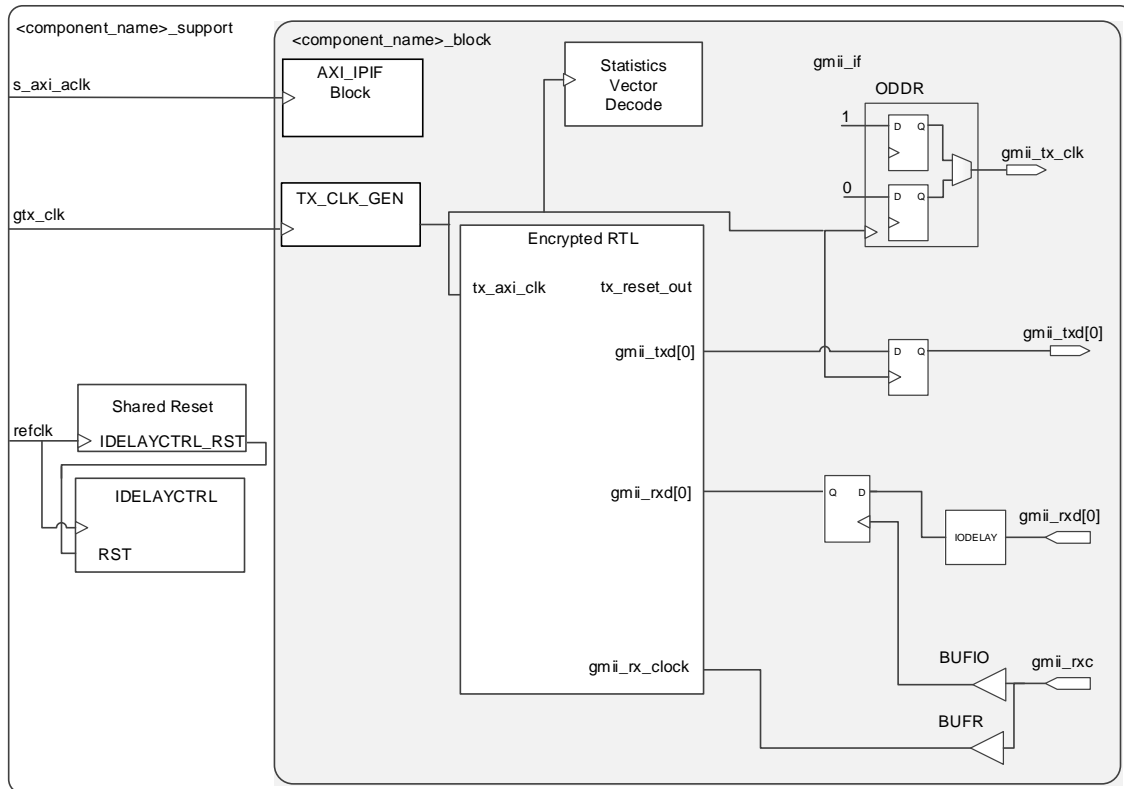 <component_name>_support
<component_name>_block
s_axi_aclk
AXI_IPIF
Block
Statistics
Vector
Decode
gmii_if
ODDR
1
D
Q
gmii_tx_clk
0
D
Q
gtx_clk
TX_CLK_GEN
Encrypted RTL
tx_axi_clk
tx_reset_out
gmii_txd[0]
D
Q
gmii_txd[0]
Shared Reset
refclk
IDELAYCTRL_RST
IDELAYCTRL
RST
gmii_rxd[0]
Q
D
IODELAY
gmii_rxd[0]
gmii_rx_clock
BUFIO
gmii_rxc
BUFR